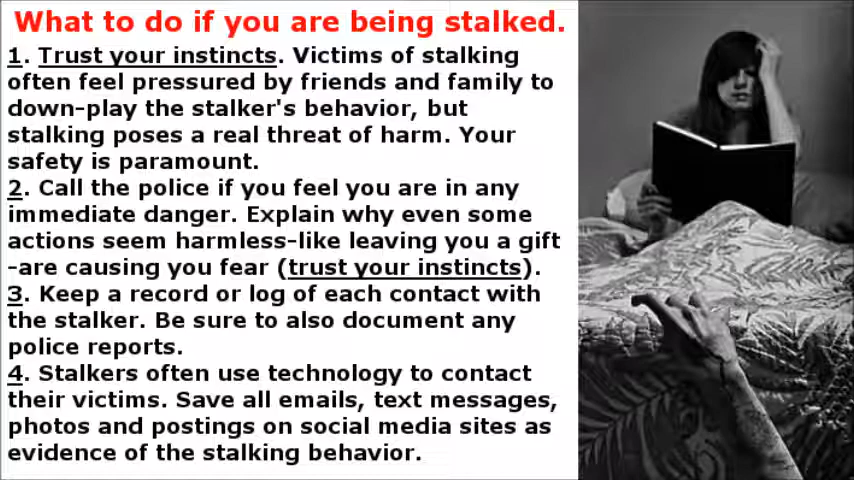 What to do if you are being stalked.
1. Trust your instincts. Victims of stalking
often feel pressured by friends and family to
down-play the stalker's behavior, but
stalking poses a real threat of harm. Your
safety is paramount.
2. Call the police if you feel you are in any
immediate danger. Explain why even some
actions seem harmless-like leaving you a gift
-are causing you fear (trust your instincts).
3. Keep a record or log of each contact with
the stalker. Be sure to also document any
police reports.
4. Stalkers often use technology to contact
their victims. Save all emails, text messages,
photos and postings on social media sites as
evidence of the stalking behavior.